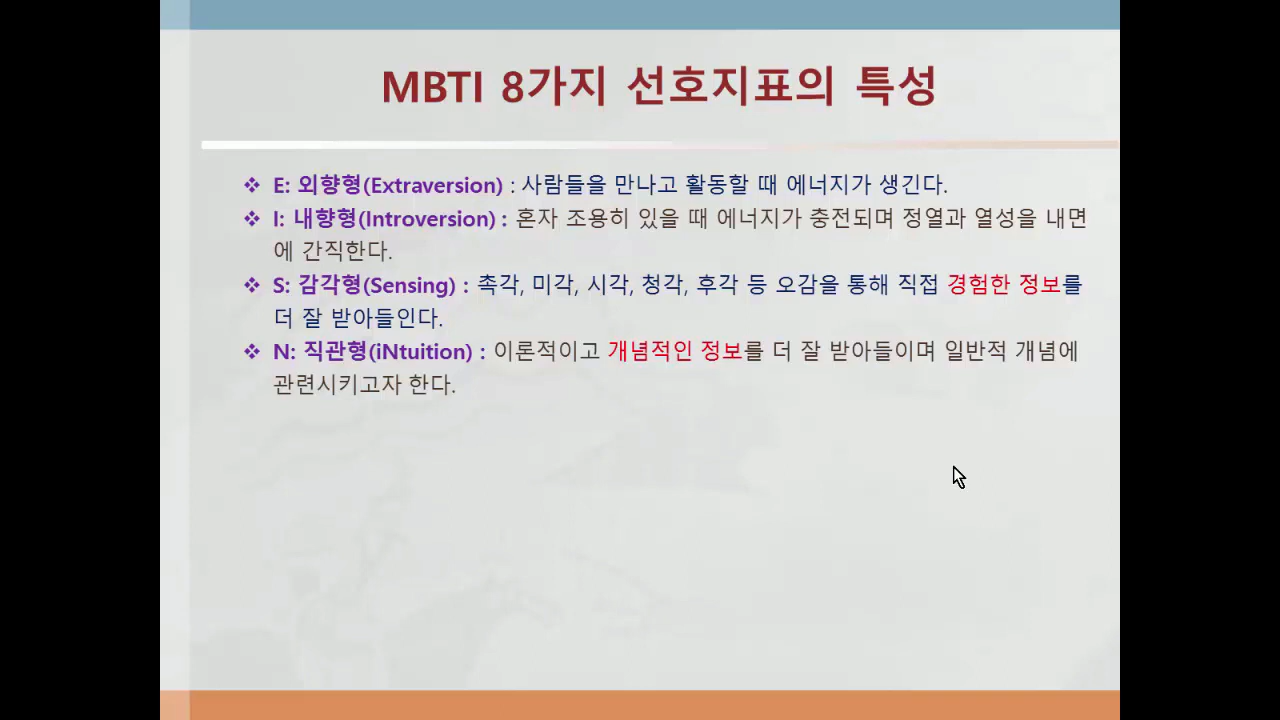 MBTI 8가지 선호지표의 특성
❖ E: 외향형(Extraversion) : 사람들을 만나고 활동할 때 에너지가 생긴다.
❖ I: 내향형(Introversion) : 혼자 조용히 있을 때 에너지가 충전되며 정열과 열성을 내면
에 간직한다.
❖ S: 감각형(Sensing) : 촉각, 미각, 시각, 청각, 후각 등 오감을 통해 직접 경험한 정보를
더 잘 받아들인다.
❖ N: 직관형(iNtuition) : 이론적이고 개념적인 정보를 더 잘 받아들이며 일반적 개념에
관련시키고자 한다.